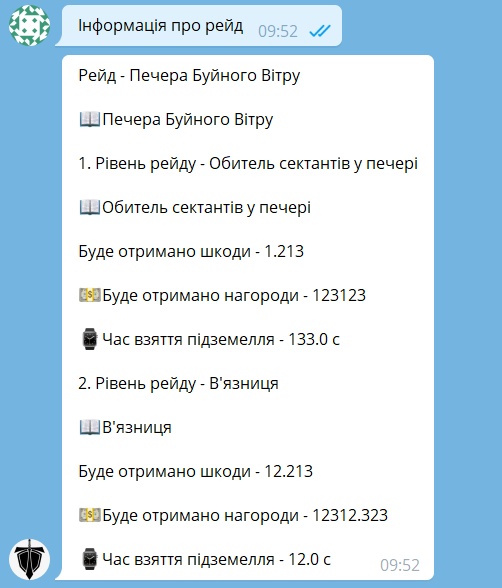 Інформація про рейд
09:52
Рейд - Печера Буйного Вітру
📖Печера Буйного Вітру
1. Рівень рейду - Обитель сектантів у печері
📖Обитель сектантів у печері
Буде отримано шкоди - 1.213
💵Буде отримано нагороди - 123123
⌚Час взяття підземелля - 133.0 с
2. Рівень рейду - В'язниця
📖В'язниця
Буде отримано шкоди - 12.213
💵Буде отримано нагороди - 12312.323
⌚Час взяття підземелля - 12.0 с
09:52